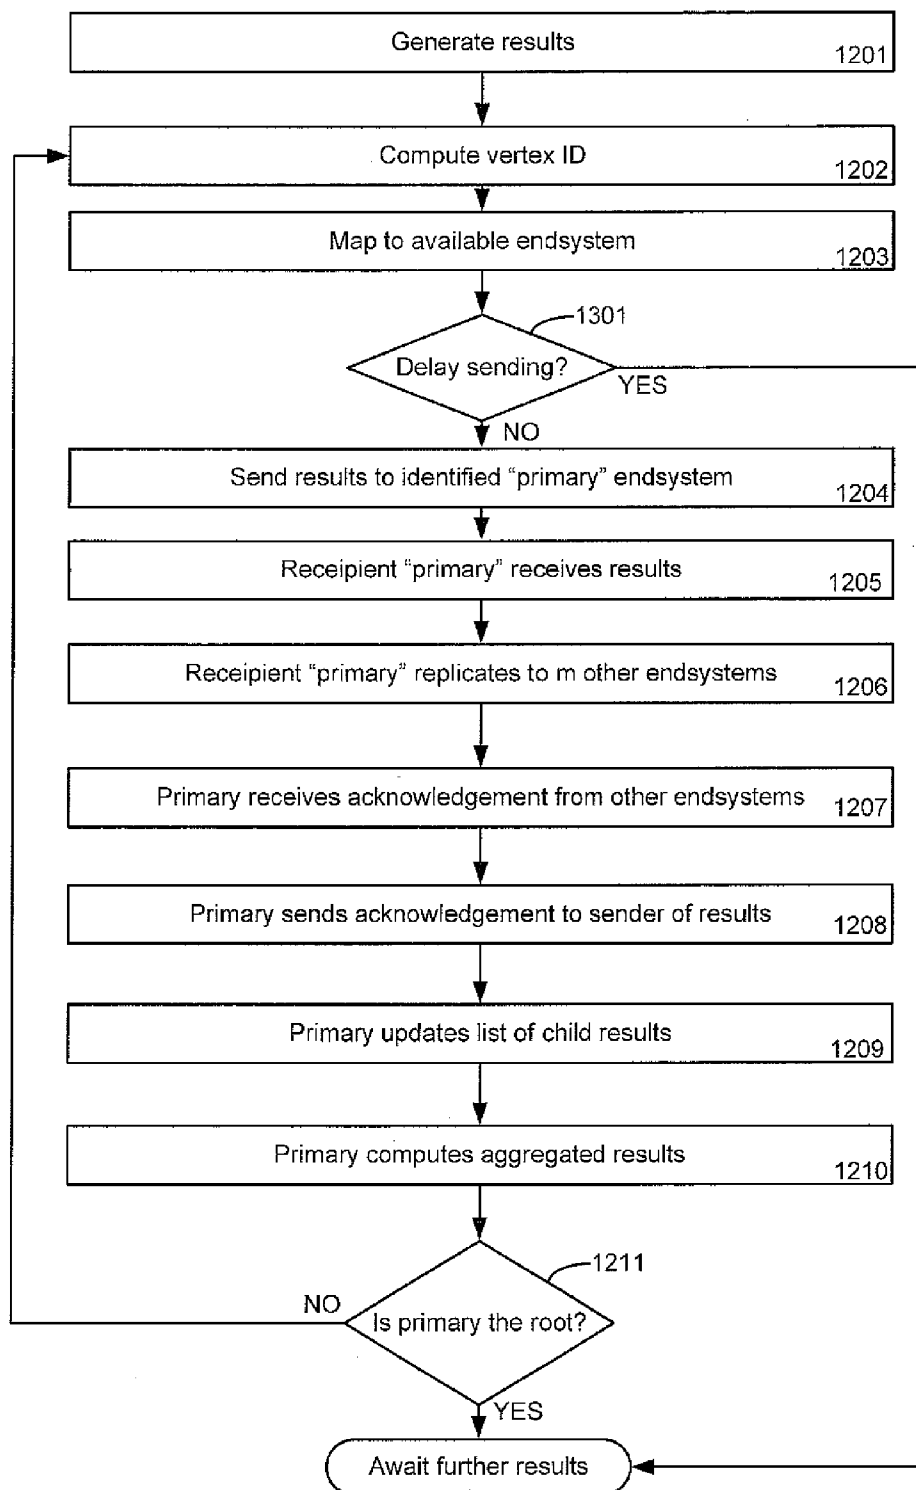 Generate results
1201
Compute vertex ID
1202
Map to available endsystem
1203
1301
Delay sending?
YES
NO
Send results to identified “primary” endsystem
1204
Receipient “primary” receives results
1205
Receipient “primary” replicates to m other endsystems
1206
Primary receives acknowledgement from other endsystems
1207
Primary sends acknowledgement to sender of results
1208
Primary updates list of child results
1209
Primary computes aggregated results
1210
1211
NO
Is primary the root?
YES
Await further results